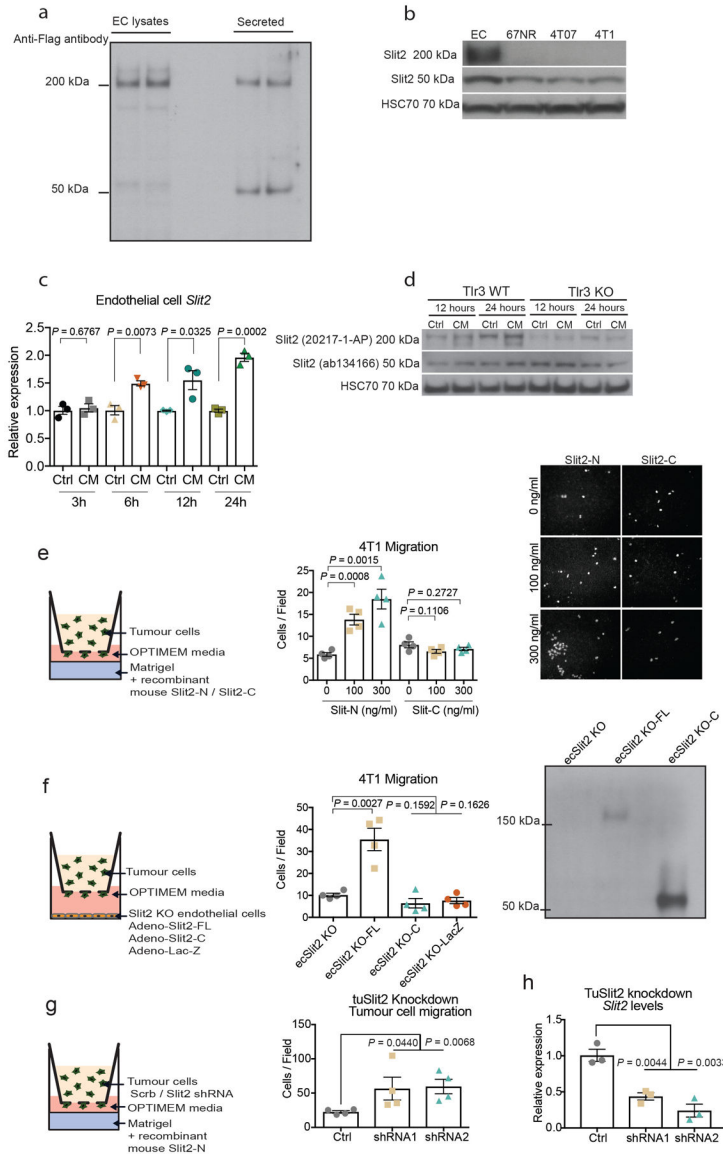 a
EC lysates
Secreted
Anti-Flag antibody
200 kDa
50 kDa
b
EC 67NR 4T07 4T1
Slit2 200 kDa
Slit2 50 kDa
HSC70 70 kDa
c
Endothelial cell Slit2
P = 0.6767 P = 0.0073 P = 0.0325 P = 0.0002
Relative expression
2.5
2.0
1.5
1.0
0.5
0.0
Ctrl CM Ctrl CM Ctrl CM Ctrl CM
3h 6h 12h 24h
d
Tlr3 WT Tlr3 KO
12 hours 24 hours 12 hours 24 hours
Ctrl CM Ctrl CM Ctrl CM Ctrl CM
Slit2 (20217-1-AP) 200 kDa
Slit2 (ab134166) 50 kDa
HSC70 70 kDa
e
Tumour cells
OPTIMEM media
Matrigel
+ recombinant
mouse Slit2-N / Slit2-C
4T1 Migration
P = 0.0015
P = 0.0008
P = 0.2727
P = 0.1106
Cells / Field
25
20
15
10
5
0
0 100 300 0 100 300
Slit-N (ng/ml) Slit-C (ng/ml)
Slit2-N Slit2-C
0 ng/ml
100 ng/ml
300 ng/ml
f
Tumour cells
OPTIMEM media
Slit2 KO endothelial cells
Adeno-Slit2-FL
Adeno-Slit2-C
Adeno-Lac-Z
4T1 Migration
P = 0.0027
P = 0.1592 P = 0.1626
Cells / Field
50
40
30
20
10
0
ecSlit2 KO
ecSlit2 KO-FL
ecSlit2 KO-C
ecSlit2 KO-LacZ
ecSlit2 KO
ecSlit2 KO-FL
ecSlit2 KO-C
150 kDa
50 kDa
g
Tumour cells
Scrb / Slit2 shRNA
OPTIMEM media
Matrigel
+ recombinant
mouse Slit2-N
tuSlit2 Knockdown
Tumour cell migration
P = 0.0440 P = 0.0068
Cells / Field
100
75
50
25
0
Ctrl shRNA1 shRNA2
h
TuSlit2 knockdown
Slit2 levels
P = 0.0044 P = 0.0033
Relative expression
1.5
1.0
0.5
0.0
Ctrl shRNA1 shRNA2